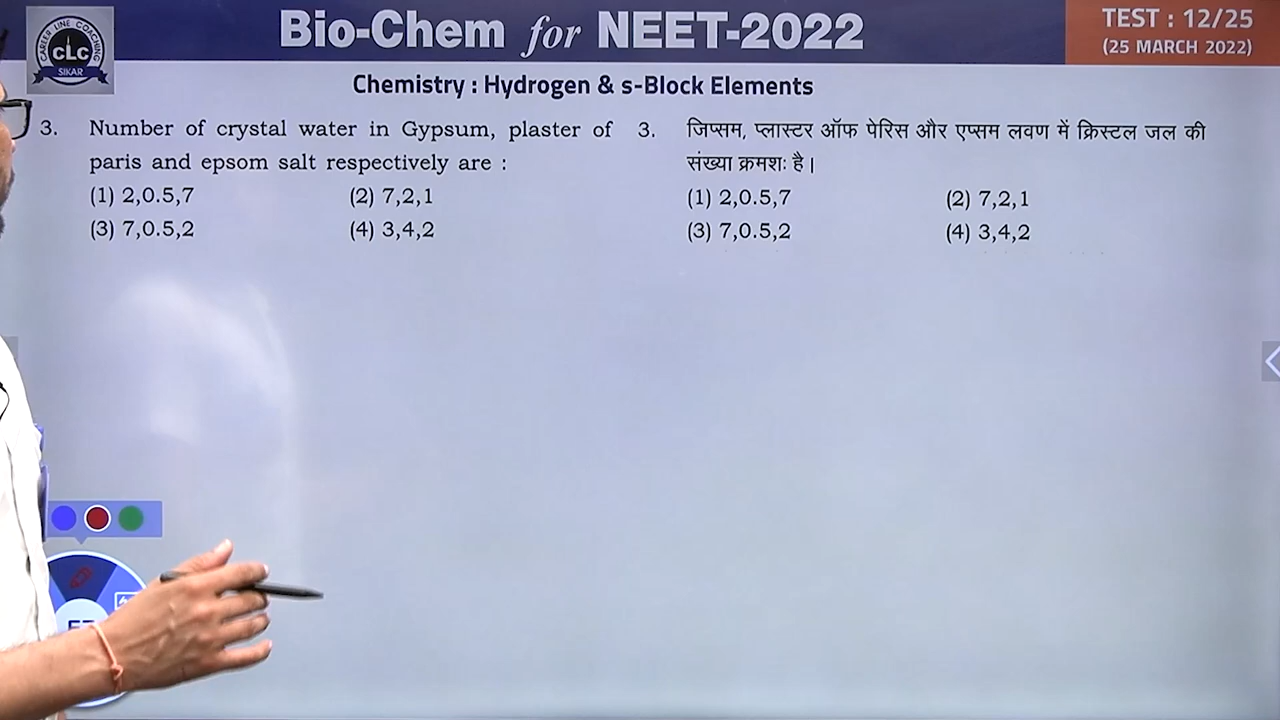 Bio-Chem for NEET-2022
TEST : 12/25
(25 MARCH 2022)
CAREER LINE COACHING
CLC
SIKAR
Chemistry : Hydrogen & s-Block Elements
3. Number of crystal water in Gypsum, plaster of
paris and epsom salt respectively are :
(1) 2,0.5,7 (2) 7,2,1
(3) 7,0.5,2 (4) 3,4,2
3. जिप्सम, प्लास्टर ऑफ पेरिस और एप्सम लवण में क्रिस्टल जल की
संख्या क्रमशः है।
(1) 2,0.5,7 (2) 7,2,1
(3) 7,0.5,2 (4) 3,4,2